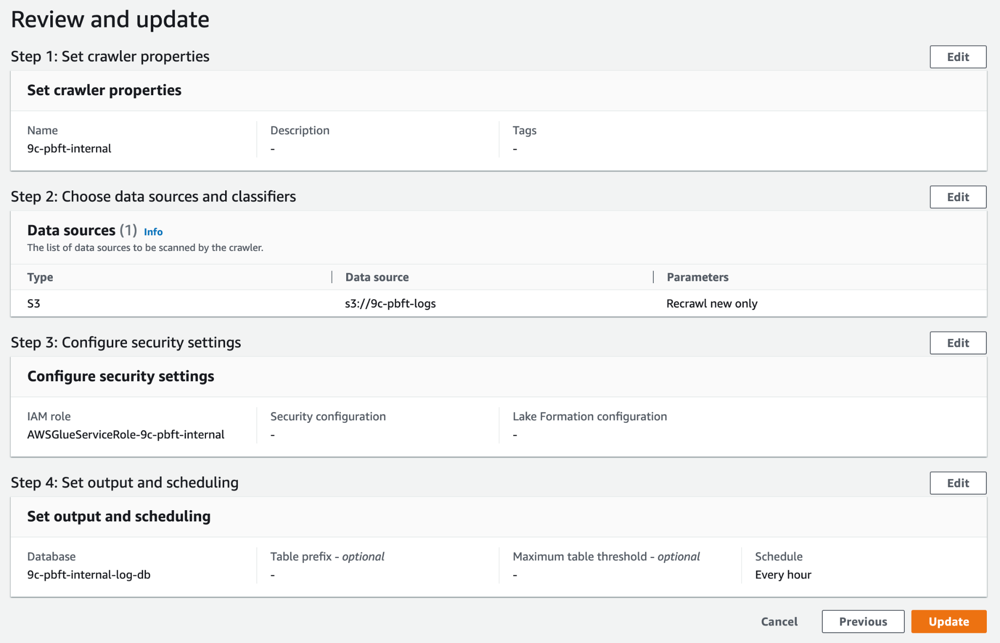 Review and update
Step 1: Set crawler properties
Edit
Set crawler properties
Name
Description
Tags
9c-pbft-internal
-
-
Step 2: Choose data sources and classifiers
Edit
Data sources (1) Info
The list of data sources to be scanned by the crawler.
Type
Data source
Parameters
S3
s3://9c-pbft-logs
Recrawl new only
Step 3: Configure security settings
Edit
Configure security settings
IAM role
Security configuration
Lake Formation configuration
AWSGlueServiceRole-9c-pbft-internal
-
-
Step 4: Set output and scheduling
Edit
Set output and scheduling
Database
Table prefix - optional
Maximum table threshold - optional
Schedule
9c-pbft-internal-log-db
-
-
Every hour
Cancel
Previous
Update